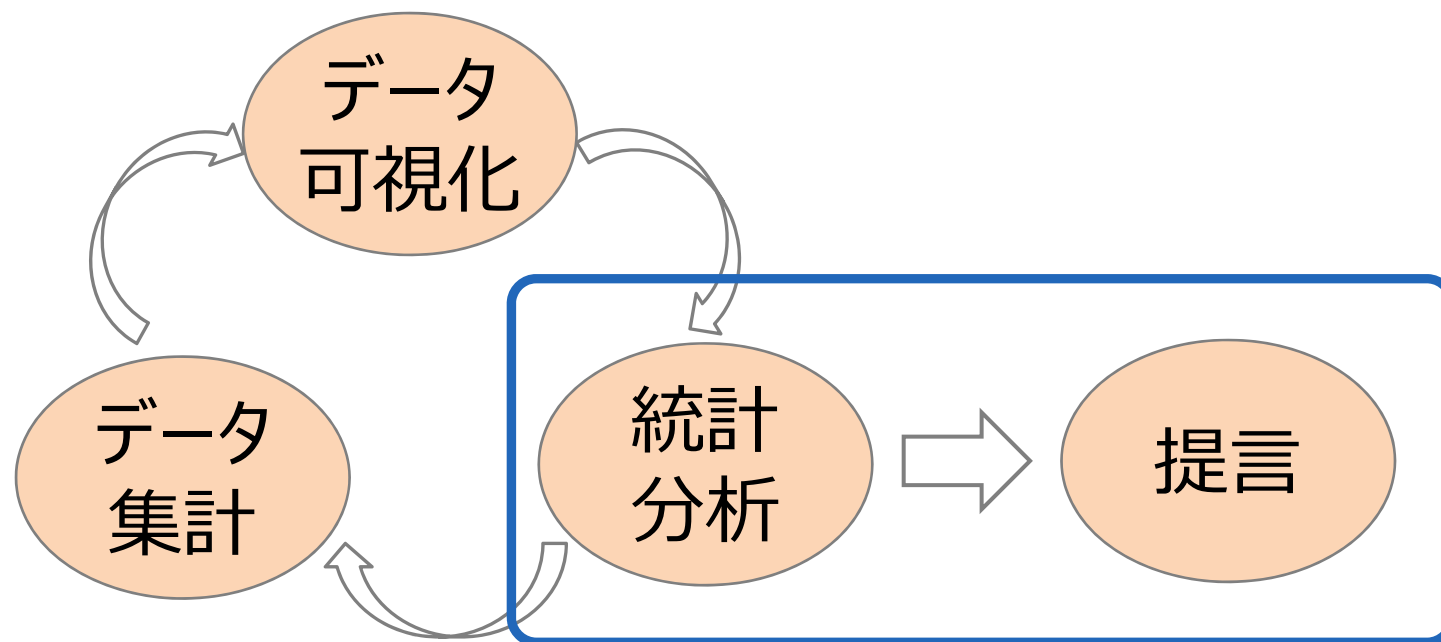 データ
可視化
データ
集計
統計
分析
提言